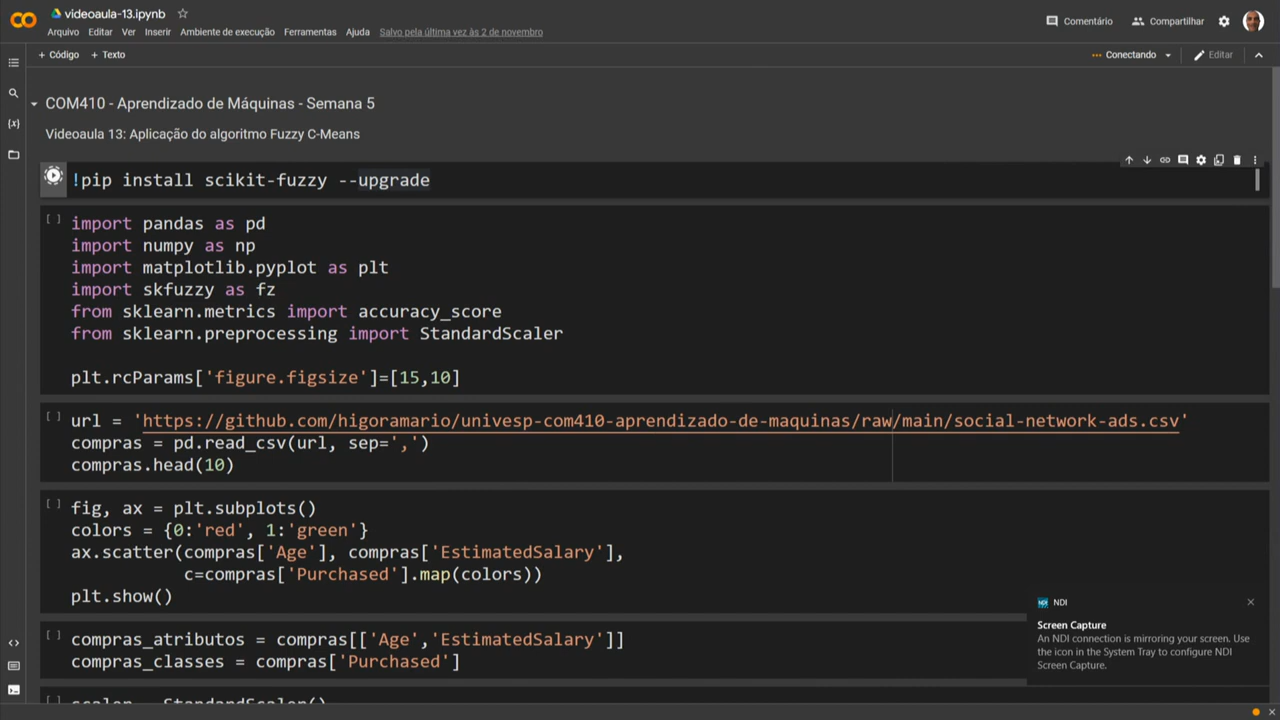 videoaula-13.ipynb
Arquivo Editar Ver Inserir Ambiente de execução Ferramentas Ajuda Salvo pela última vez às 2 de novembro
Comentário Compartilhar
+ Código + Texto
Conectando Editar
COM410 - Aprendizado de Máquinas - Semana 5
Videoaula 13: Aplicação do algoritmo Fuzzy C-Means
!pip install scikit-fuzzy --upgrade
[ ] import pandas as pd
import numpy as np
import matplotlib.pyplot as plt
import skfuzzy as fz
from sklearn.metrics import accuracy_score
from sklearn.preprocessing import StandardScaler
plt.rcParams['figure.figsize']=[15,10]
[ ] url = 'https://github.com/higoramario/univesp-com410-aprendizado-de-maquinas/raw/main/social-network-ads.csv'
compras = pd.read_csv(url, sep=',')
compras.head(10)
[ ] fig, ax = plt.subplots()
colors = {0:'red', 1:'green'}
ax.scatter(compras['Age'], compras['EstimatedSalary'],
c=compras['Purchased'].map(colors))
plt.show()
[ ] compras_atributos = compras[['Age','EstimatedSalary']]
compras_classes = compras['Purchased']
[ ] scaler = StandardScaler()
NDI
Screen Capture
An NDI connection is mirroring your screen. Use
the icon in the System Tray to configure NDI
Screen Capture.